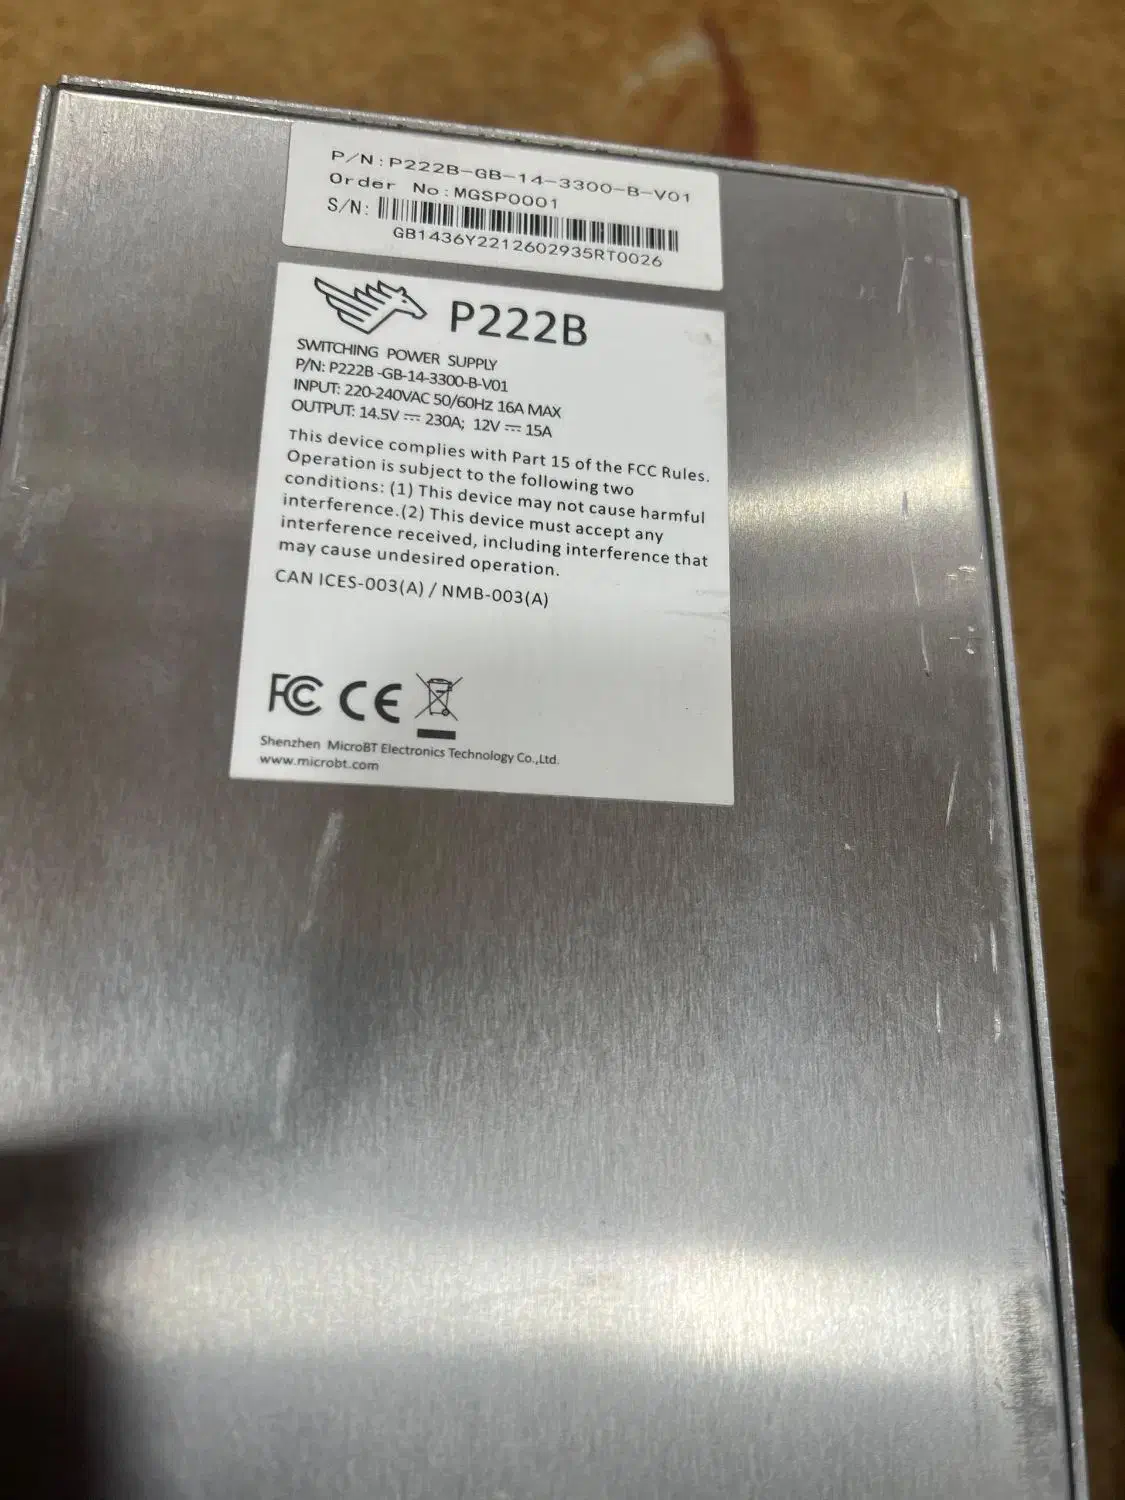 P/N:P222B-GB-14-3300-B-V01
Order No:MGSP0001
S/N:
GB1436Y2212602935RT0026
P222B
SWITCHING POWER SUPPLY
P/N: P222B -GB-14-3300-B-V01
INPUT: 220-240VAC 50/60Hz 16A MAX
OUTPUT: 14.5V ⎓ 230A; 12V ⎓ 15A
This device complies with Part 15 of the FCC Rules.
Operation is subject to the following two
conditions: (1) This device may not cause harmful
interference.(2) This device must accept any
interference received, including interference that
may cause undesired operation.
CAN ICES-003(A) / NMB-003(A)
FC CE
Shenzhen MicroBT Electronics Technology Co.,Ltd.
www.microbt.com